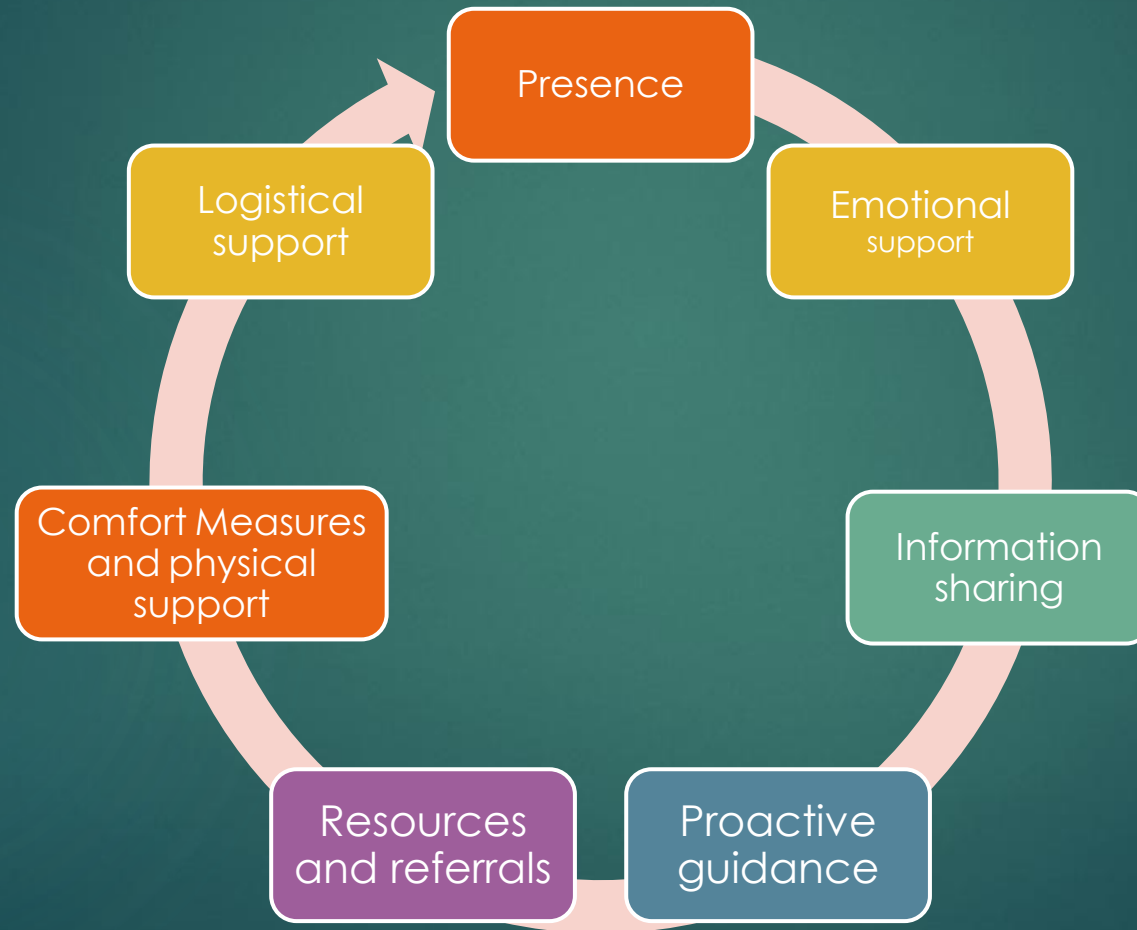 Presence
Emotional
support
Information
sharing
Proactive
guidance
Resources
and referrals
Comfort Measures
and physical
support
Logistical
support